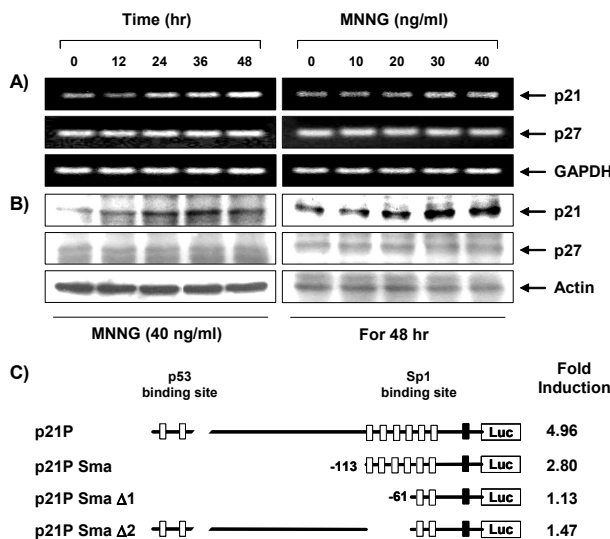 Time (hr) MNNG (ng/ml)
0 12 24 36 48 0 10 20 30 40
A)
p21
p27
GAPDH
B)
p21
p27
Actin
MNNG (40 ng/ml) For 48 hr
C)
p53 binding site
Sp1 binding site
Fold Induction
p21P Luc 4.96
p21P Sma -113 Luc 2.80
p21P Sma Δ1 -61 Luc 1.13
p21P Sma Δ2 Luc 1.47